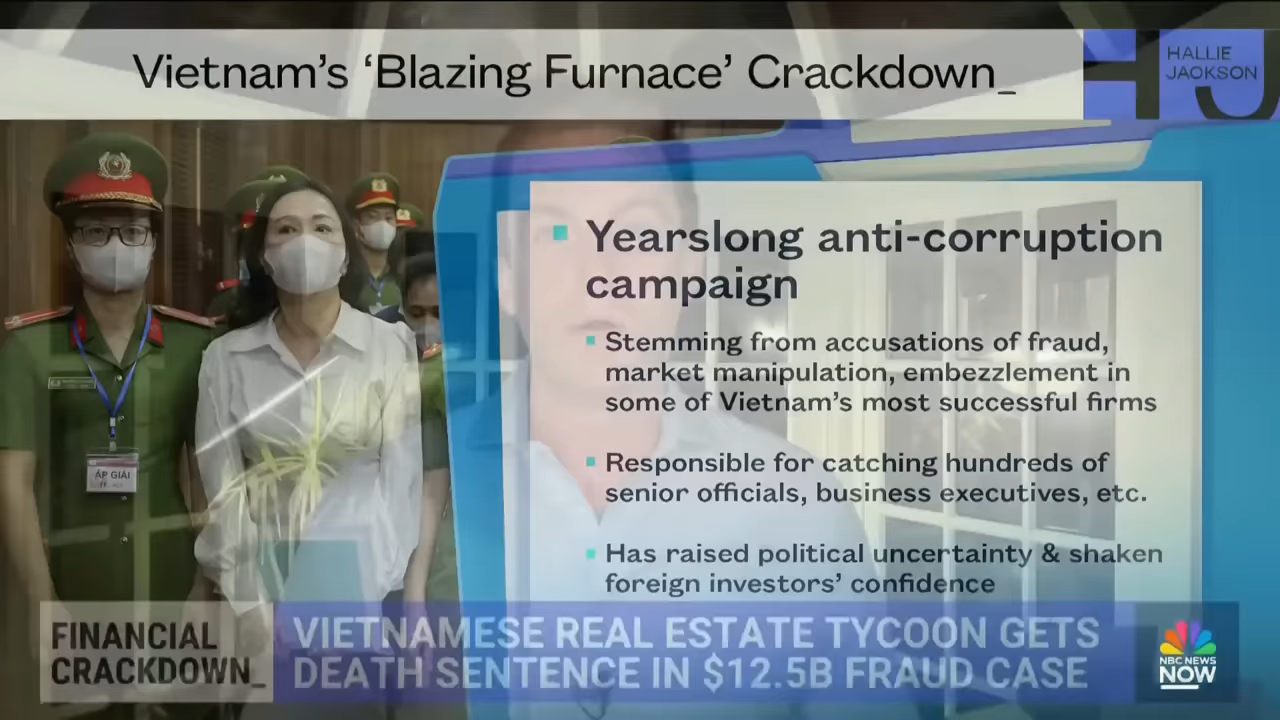 Vietnam's 'Blazing Furnace' Crackdown_
HALLIE
JACKSON
Yearslong anti-corruption
campaign
Stemming from accusations of fraud,
market manipulation, embezzlement in
some of Vietnam's most successful firms
Responsible for catching hundreds of
senior officials, business executives, etc.
Has raised political uncertainty & shaken
foreign investors' confidence
ÁP GIẢI
FINANCIAL
CRACKDOWN_
VIETNAMESE REAL ESTATE TYCOON GETS
DEATH SENTENCE IN $12.5B FRAUD CASE
NBC NEWS
NOW